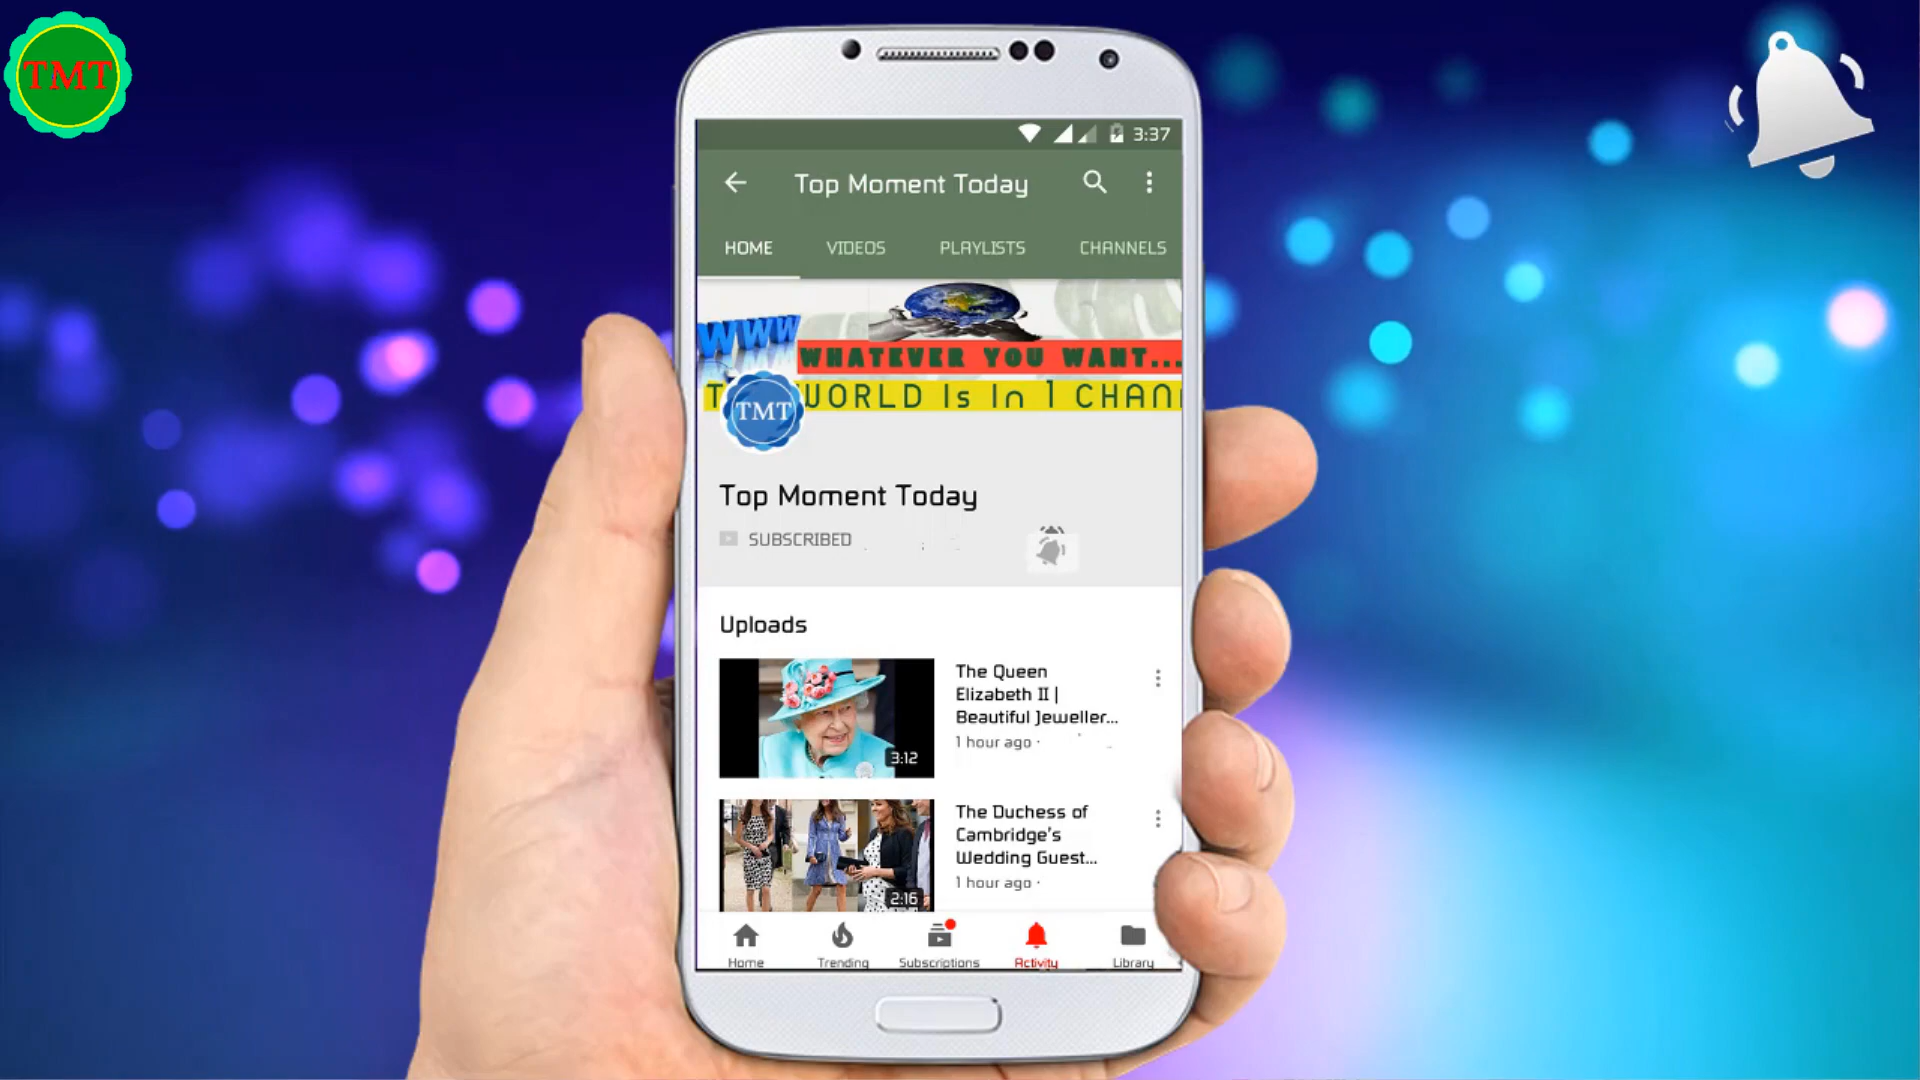 TMT
3:37
Top Moment Today
HOME VIDEOS PLAYLISTS CHANNELS
WWW
WHATEVER YOU WANT...
WORLD Is In 1
TMT
Top Moment Today
SUBSCRIBED
Uploads
The Queen
Elizabeth II |
Beautiful Jeweller...
1 hour ago ·
3:12
The Duchess of
Cambridge's
Wedding Guest...
1 hour ago ·
2:16
Home Trending Subscriptions Activity Library